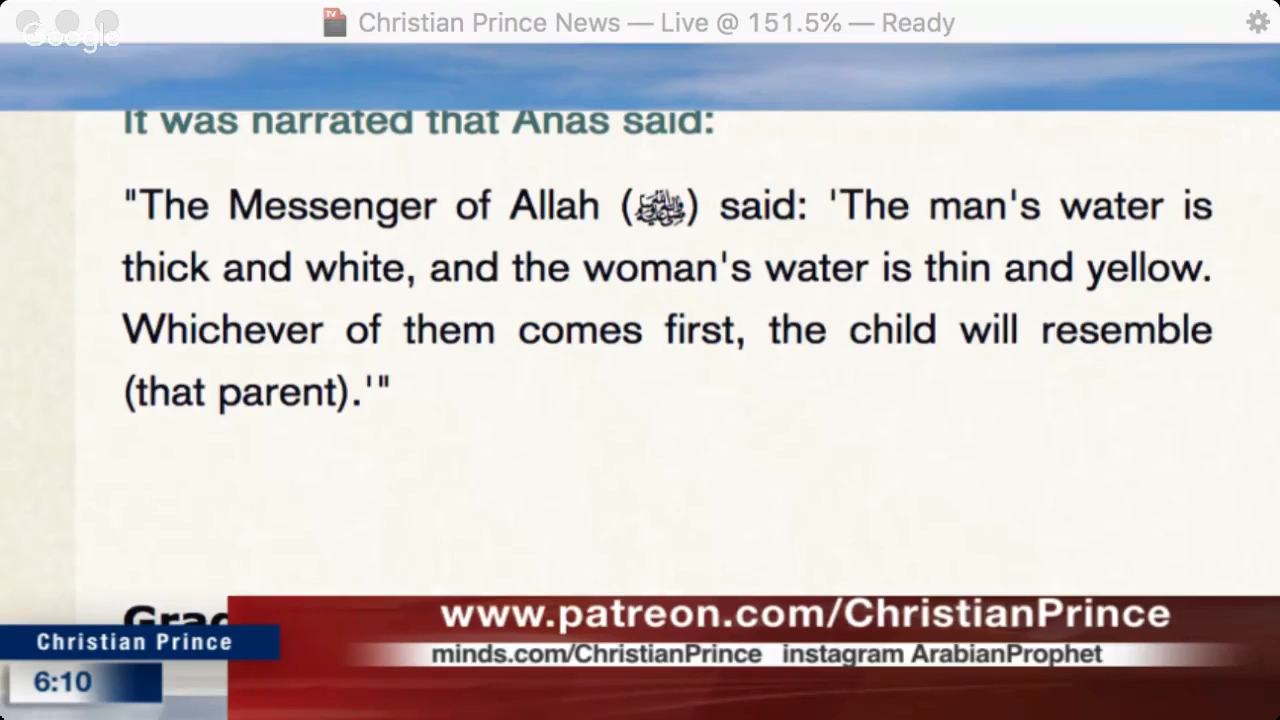 Christian Prince News — Live @ 151.5% — Ready
Google
TV
It was narrated that Anas said:
"The Messenger of Allah (ﷺ) said: 'The man's water is
thick and white, and the woman's water is thin and yellow.
Whichever of them comes first, the child will resemble
(that parent).'"
Christian Prince
6:10
www.patreon.com/ChristianPrince
minds.com/ChristianPrince instagram ArabianProphet